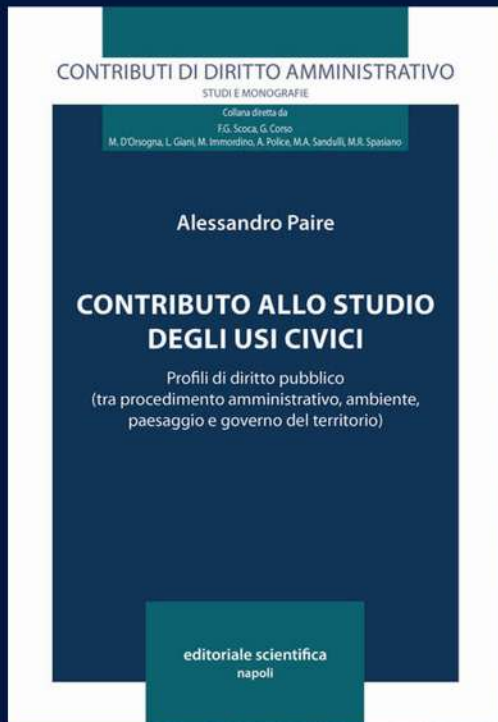 CONTRIBUTI DI DIRITTO AMMINISTRATIVO
STUDI E MONOGRAFIE
Collana diretta da
F.G. Scoca, G. Corso
M. D'Orsogna, L. Giani, M. Immordino, A. Police, M.A. Sandulli, M.R. Spasiano
Alessandro Paire
CONTRIBUTO ALLO STUDIO
DEGLI USI CIVICI
Profili di diritto pubblico
(tra procedimento amministrativo, ambiente,
paesaggio e governo del territorio)
editoriale scientifica
napoli